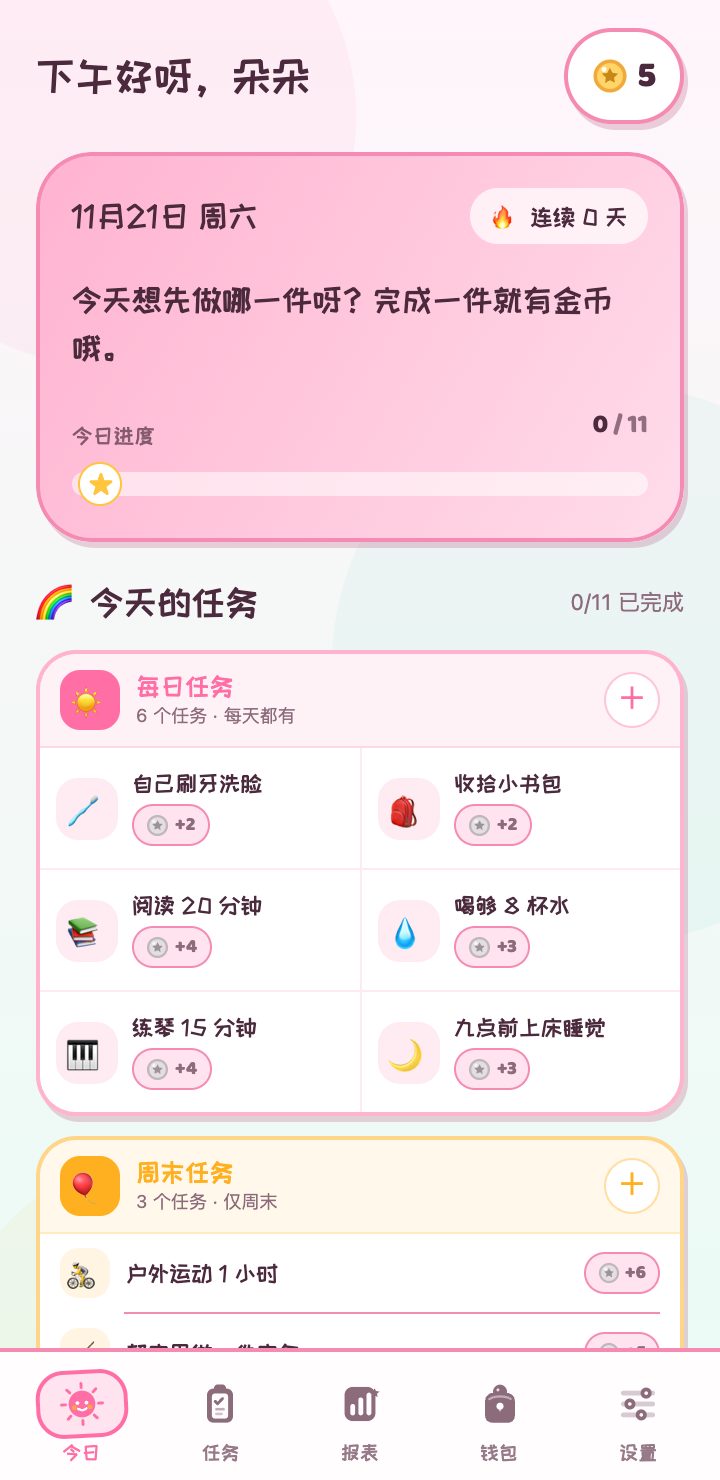 下午好呀，朵朵
5
11月21日 周六
连续 0 天
今天想先做哪一件呀？完成一件就有金币
哦。
今日进度
0 / 11
今天的任务
0/11 已完成
每日任务
6 个任务 · 每天都有
自己刷牙洗脸
+2
收拾小书包
+2
阅读 20 分钟
+4
喝够 8 杯水
+3
练琴 15 分钟
+4
九点前上床睡觉
+3
周末任务
3 个任务 · 仅周末
户外运动 1 小时
+6
今日
任务
报表
钱包
设置